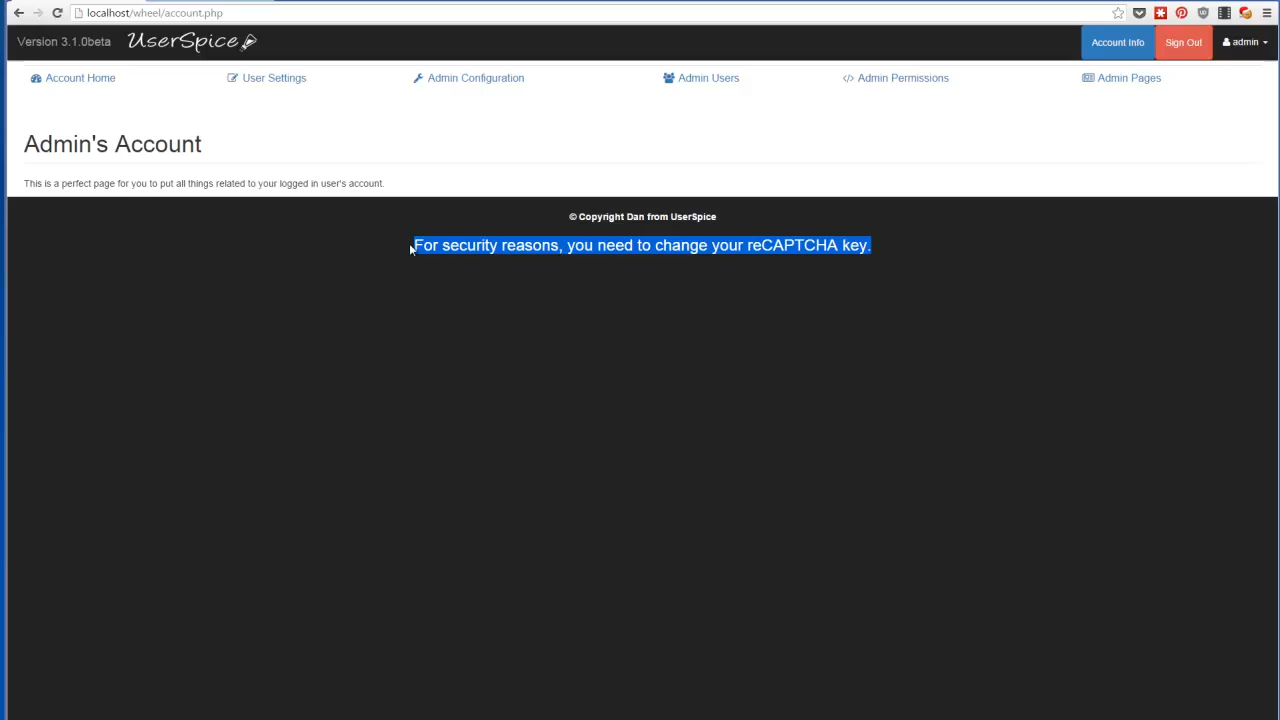 localhost/wheel/account.php
Version 3.1.0beta UserSpice Account Info Sign Out admin
Account Home User Settings Admin Configuration Admin Users Admin Permissions Admin Pages
Admin's Account
This is a perfect page for you to put all things related to your logged in user's account.
© Copyright Dan from UserSpice
For security reasons, you need to change your reCAPTCHA key.